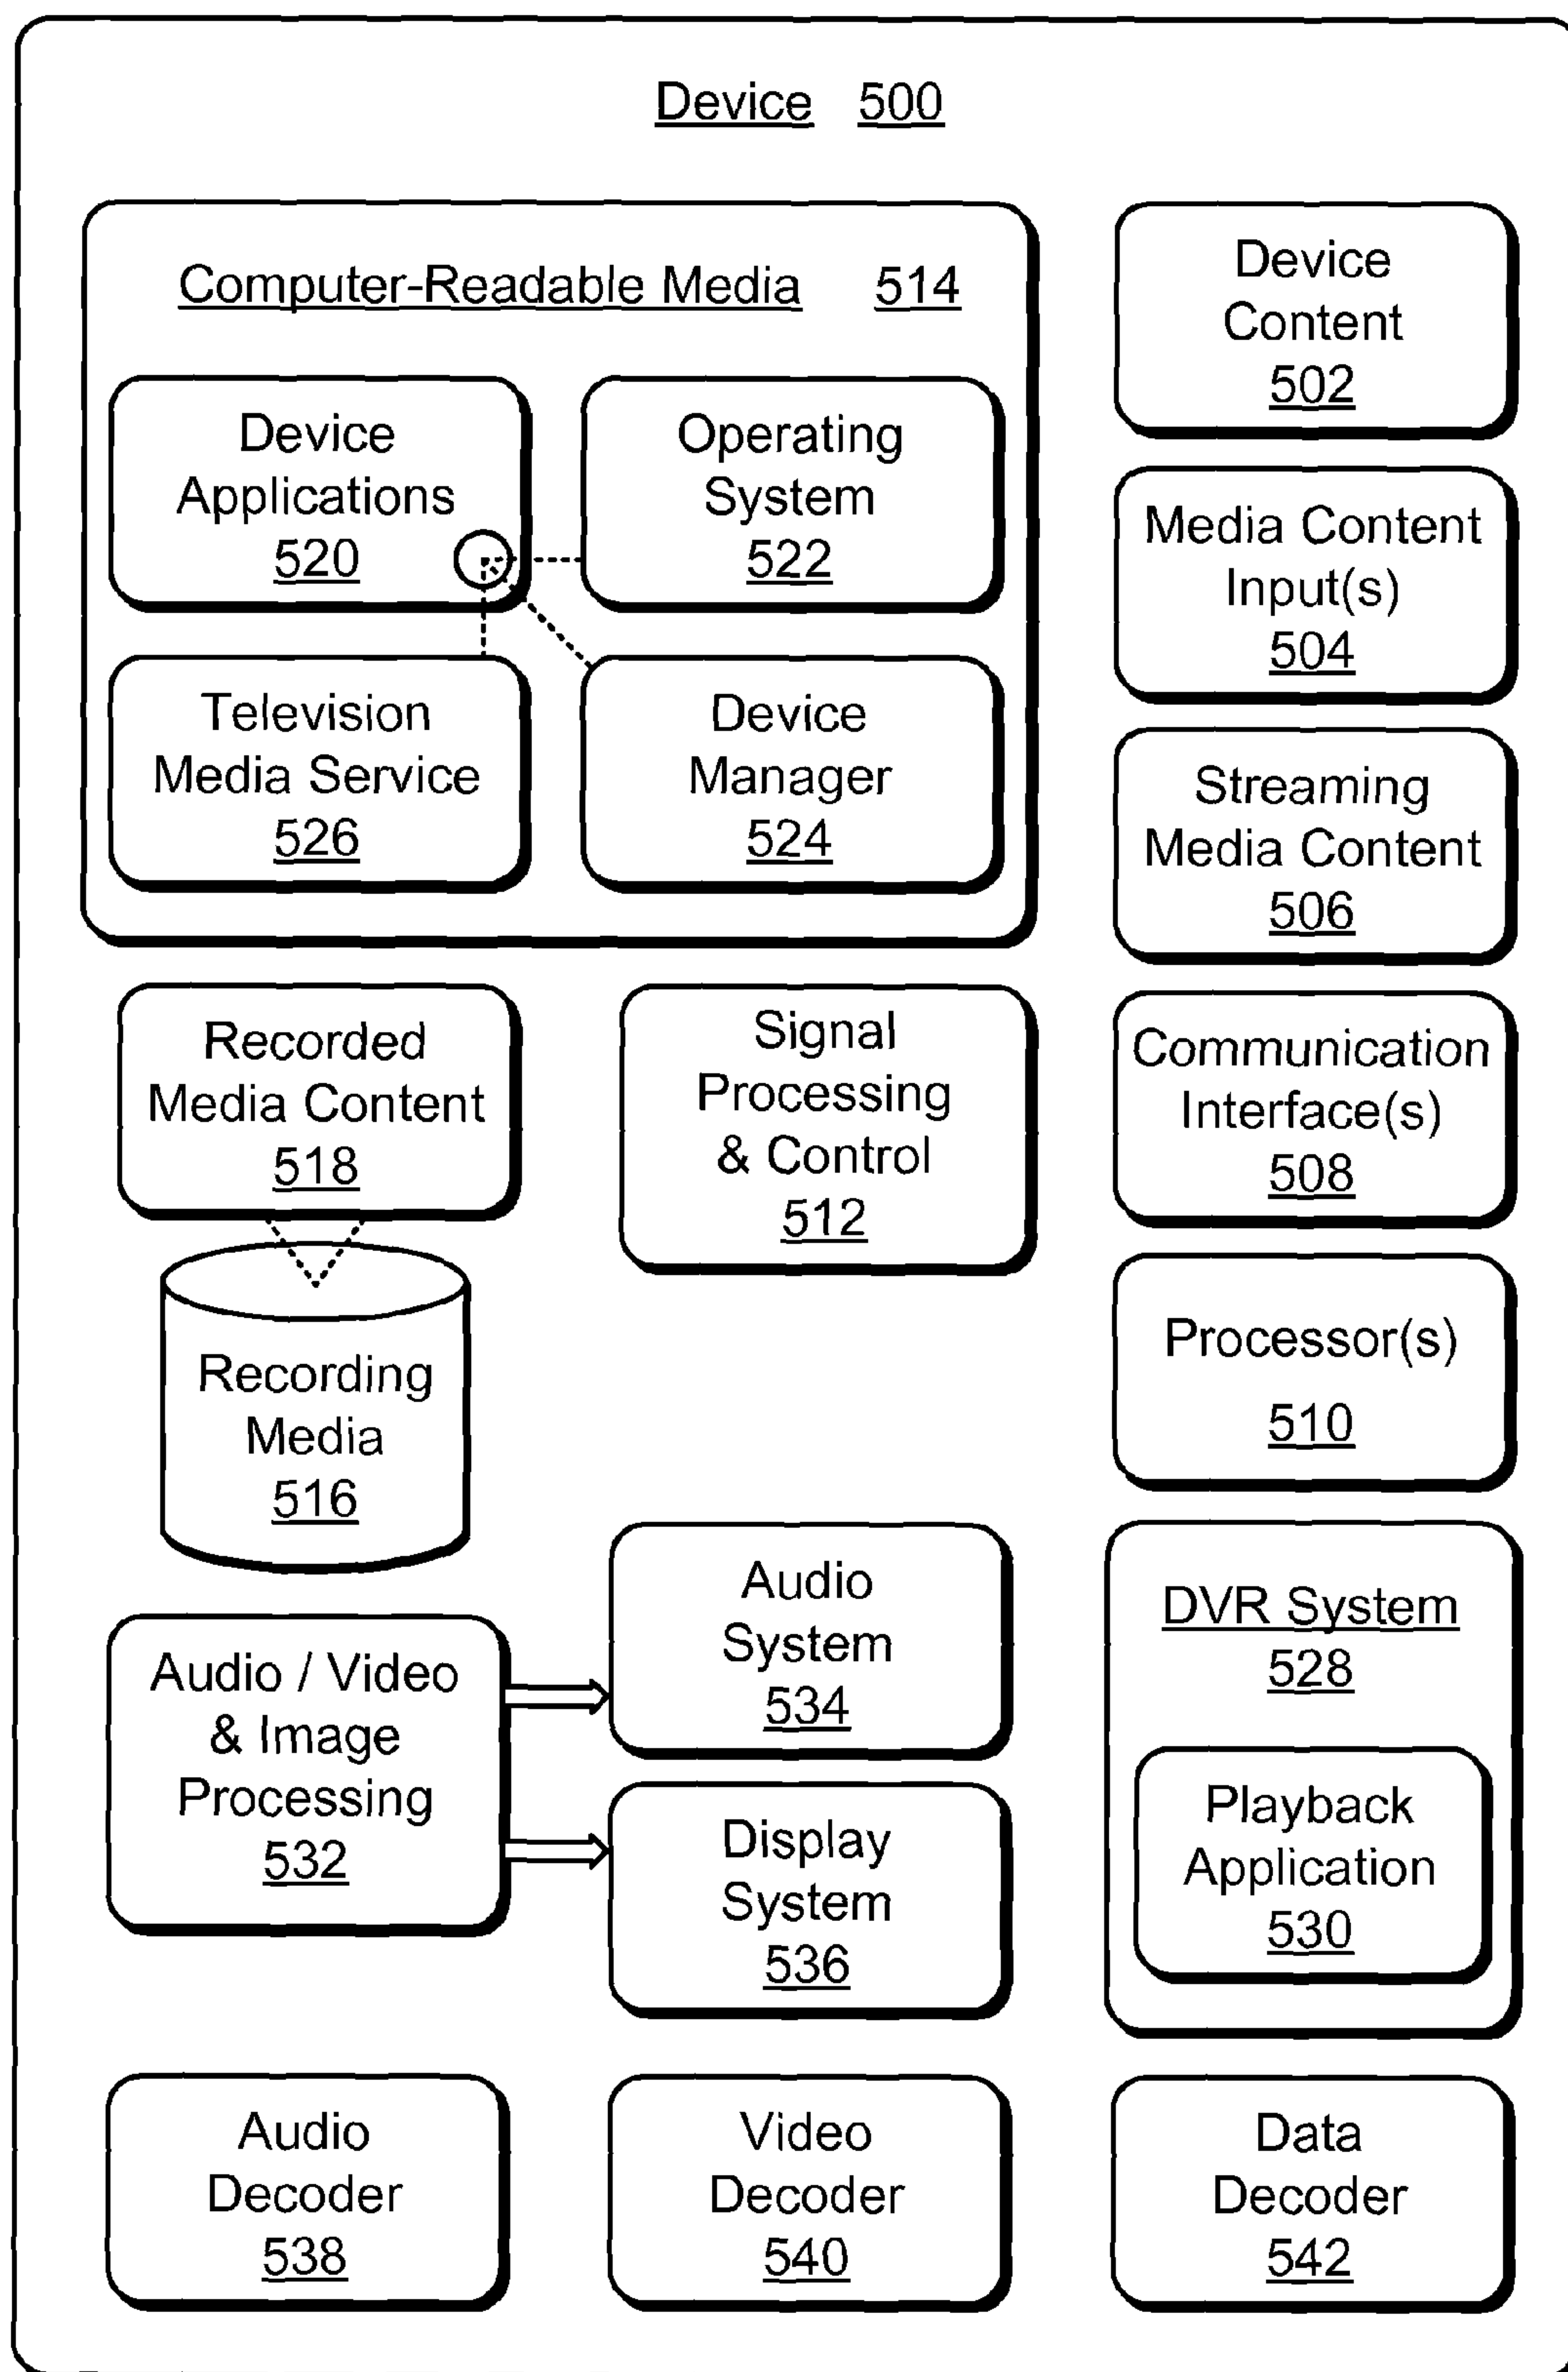 Device 500
Computer-Readable Media 514
Device
Applications
520
Operating
System
522
Television
Media Service
526
Device
Manager
524
Recorded
Media Content
518
Signal
Processing
& Control
512
Recording
Media
516
Device
Content
502
Media Content
Input(s)
504
Streaming
Media Content
506
Communication
Interface(s)
508
Processor(s)
510
Audio / Video
& Image
Processing
532
Audio
System
534
Display
System
536
DVR System
528
Playback
Application
530
Audio
Decoder
538
Video
Decoder
540
Data
Decoder
542